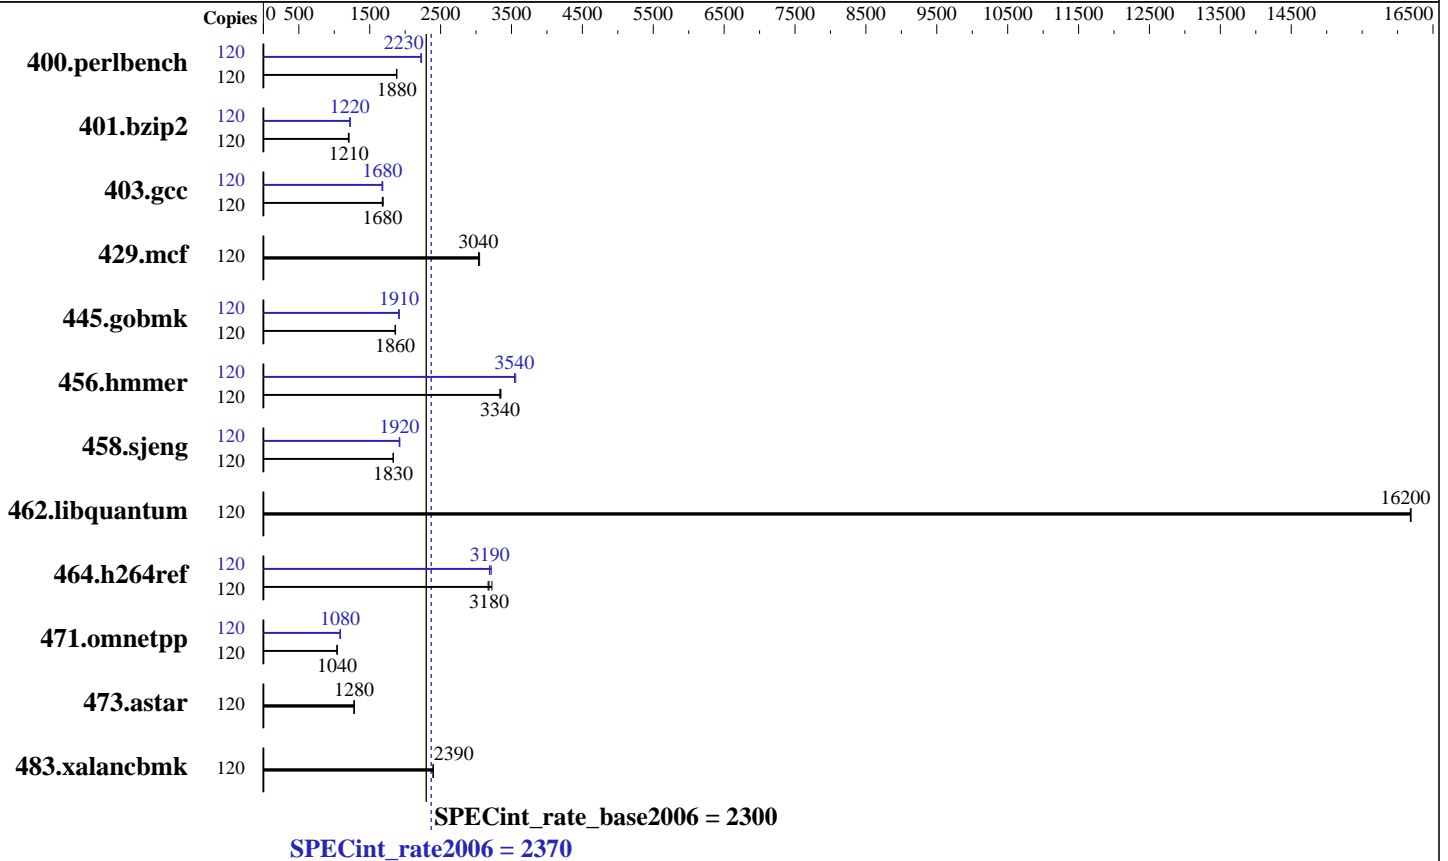 Copies 0 500 1500 2500 3500 4500 5500 6500 7500 8500 9500 10500 11500 12500 13500 14500 16500
400.perlbench 120 2230
120 1880
401.bzip2 120 1220
120 1210
403.gcc 120 1680
120 1680
429.mcf 120 3040
445.gobmk 120 1910
120 1860
456.hmmer 120 3540
120 3340
458.sjeng 120 1920
120 1830
462.libquantum 120 16200
464.h264ref 120 3190
120 3180
471.omnetpp 120 1080
120 1040
473.astar 120 1280
483.xalancbmk 120 2390
SPECint_rate_base2006 = 2300
SPECint_rate2006 = 2370